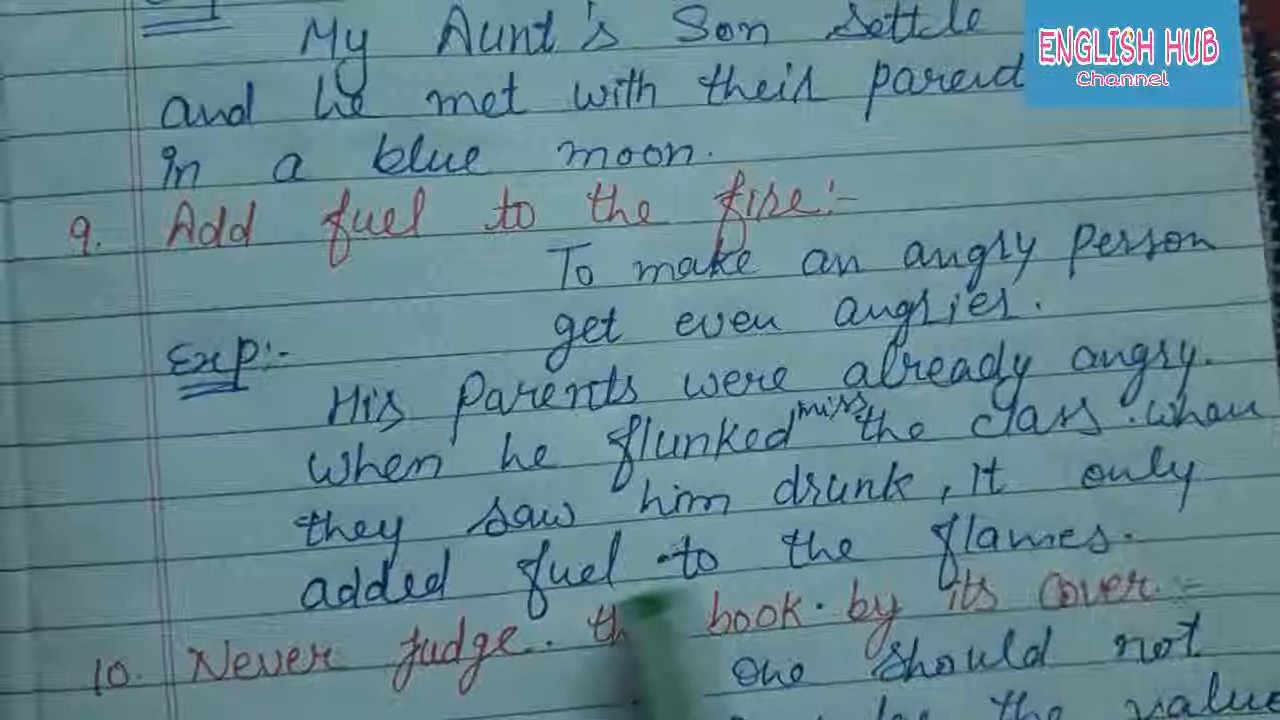 My Aunt's Son Settle
and he met with their parent
in a blue moon.
9. Add fuel to the fire:-
To make an angry person
get even angrier.
Exp:-
His parents were already angry.
when he flunked miss the class. when
they saw him drunk, it only
added fuel to the flames.
10. Never judge. book. by its cover:-
one should not
the value
ENGLISH HUB
Channel